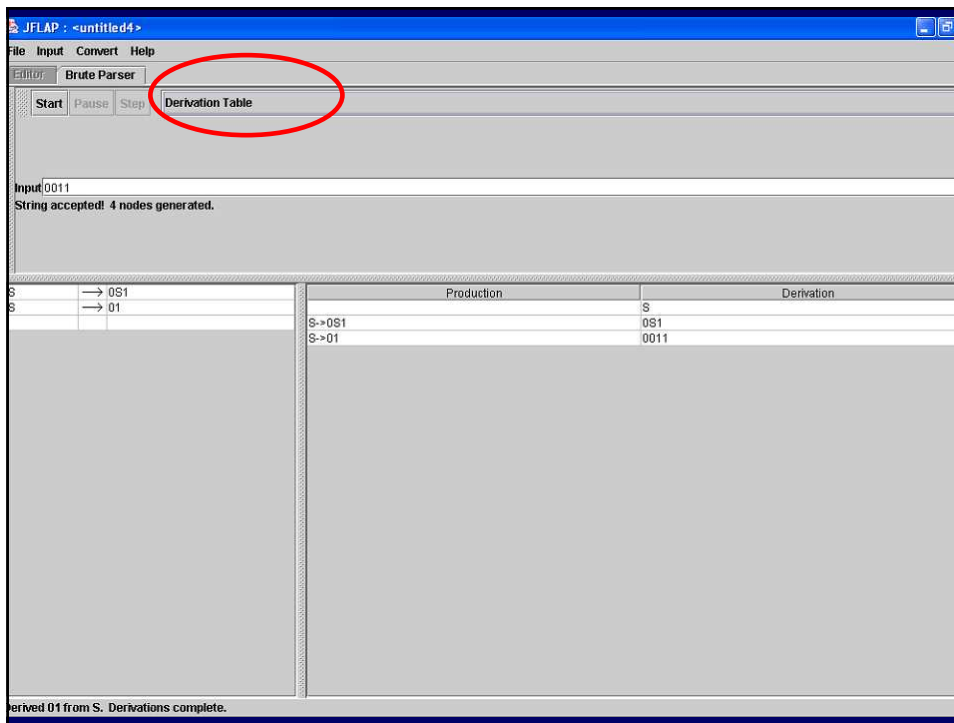 JFLAP : <untitled4>
File Input Convert Help
Editor Brute Parser
Start Pause Step Derivation Table
Input 0011
String accepted! 4 nodes generated.
S → 0S1
S → 01
Production Derivation
S
S->0S1 0S1
S->01 0011
Derived 01 from S. Derivations complete.